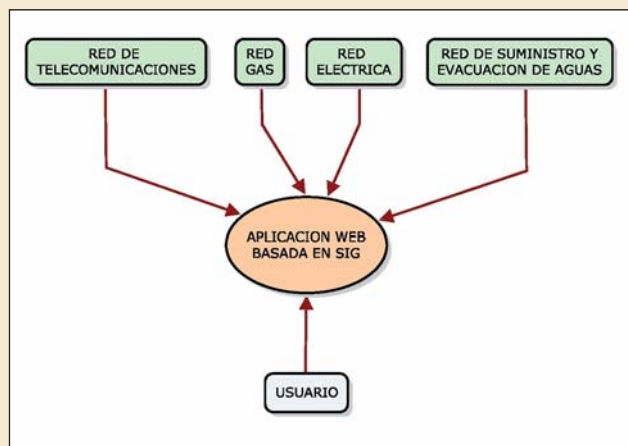 RED DE
TELECOMUNICACIONES
RED
GAS
RED
ELECTRICA
RED DE SUMINISTRO Y
EVACUACION DE AGUAS
APLICACION WEB
BASADA EN SIG
USUARIO